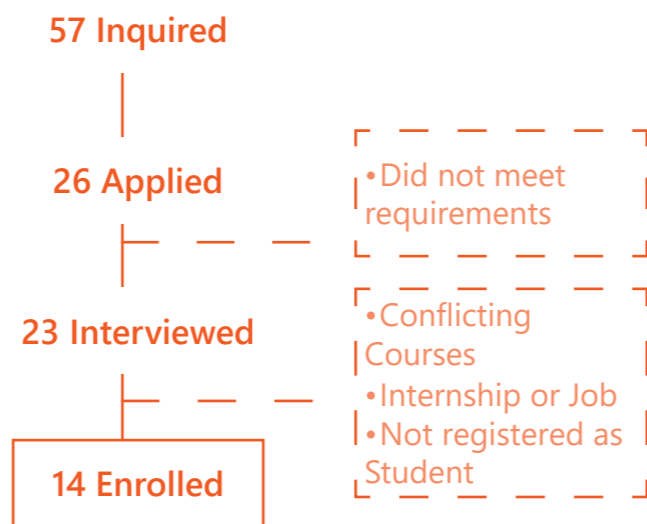 57 Inquired
26 Applied
•Did not meet
requirements
23 Interviewed
•Conflicting
Courses
•Internship or Job
•Not registered as
Student
14 Enrolled